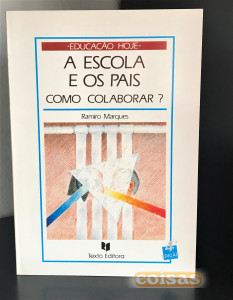 -EDUCAÇÃO HOJE-
A ESCOLA
E OS PAIS
COMO COLABORAR?
Ramiro Marques
Texto Editora
coisas